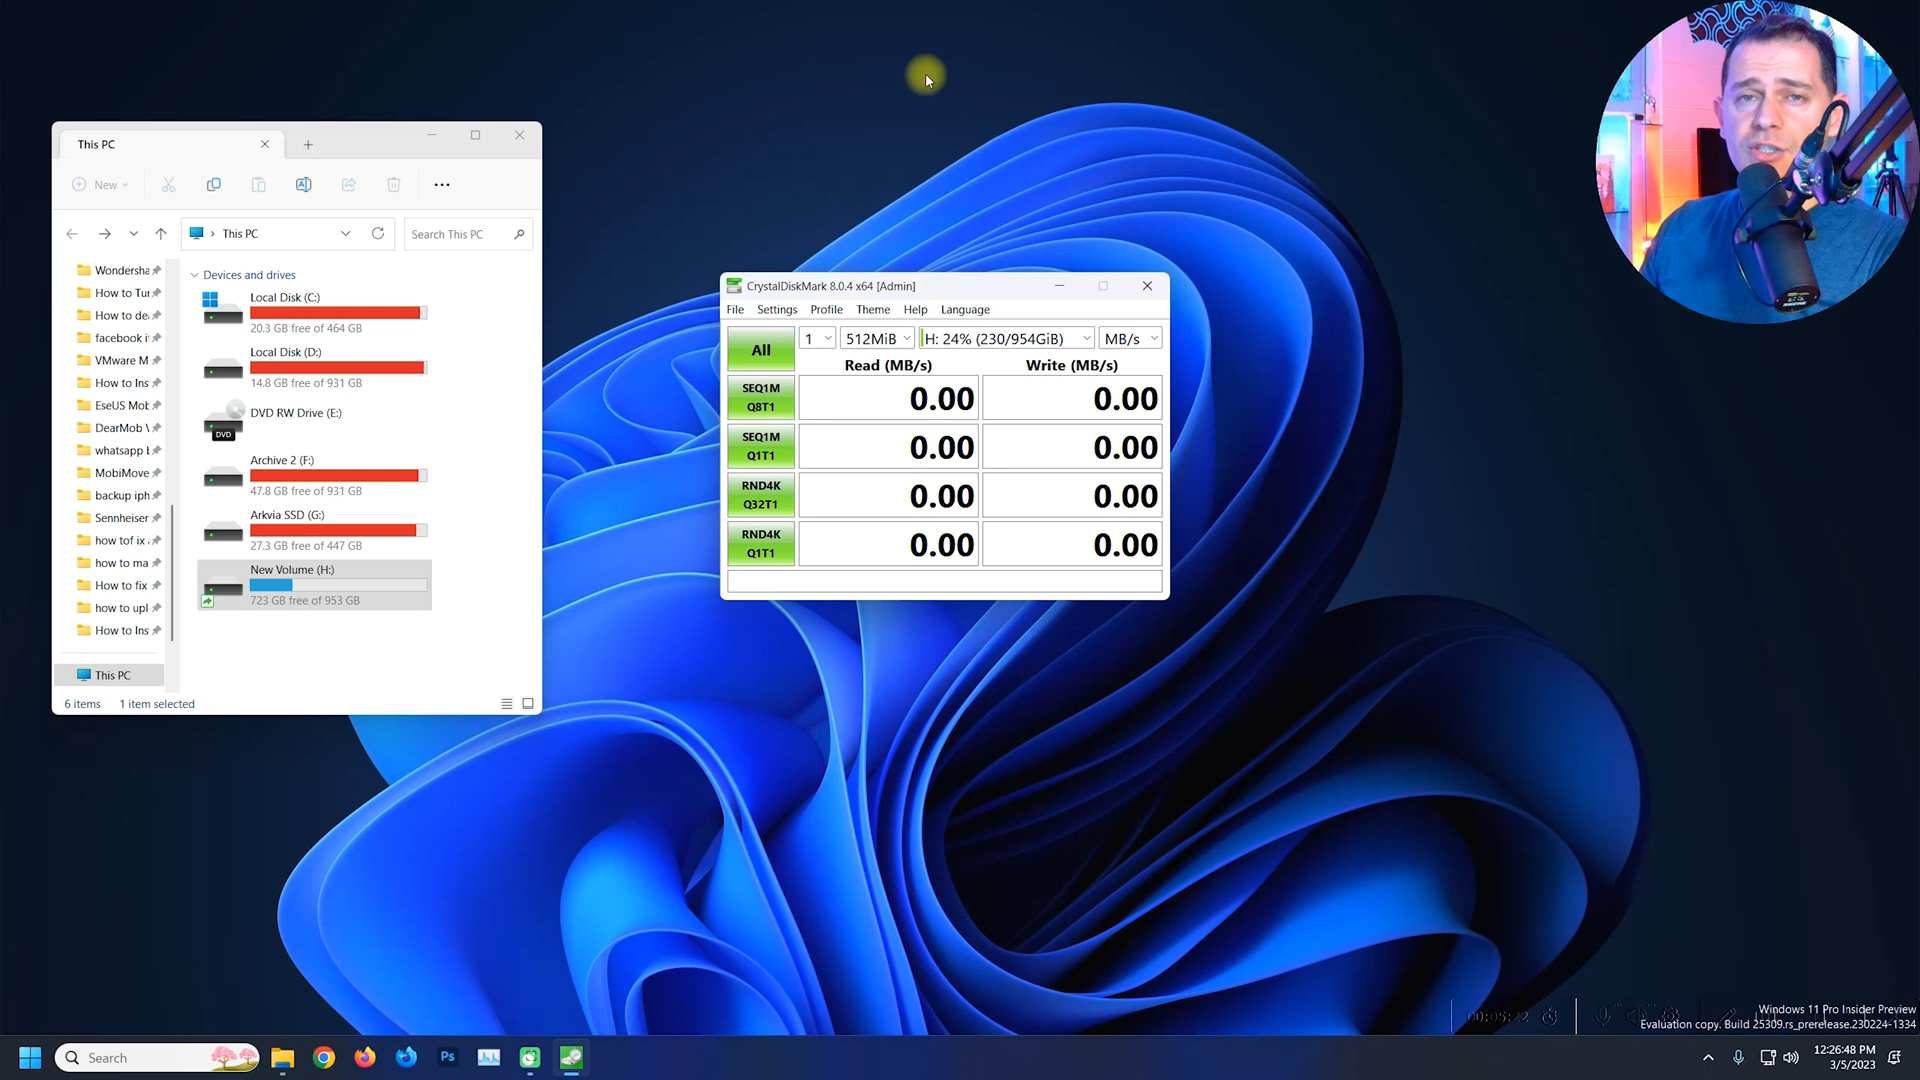 This PC
New
This PC
Search This PC
Wondersha
How to Tur
How to de
facebook i
VMware M
How to Ins
EseUS Mob
DearMob V
whatsapp b
MobiMove
backup iph
Sennheiser
how tof ix
how to ma
How to fix
how to upl
How to Ins
This PC
Devices and drives
Local Disk (C:)
20.3 GB free of 464 GB
Local Disk (D:)
14.8 GB free of 931 GB
DVD RW Drive (E:)
DVD
Archive 2 (F:)
47.8 GB free of 931 GB
Arkvia SSD (G:)
27.3 GB free of 447 GB
New Volume (H:)
723 GB free of 953 GB
6 items 1 item selected
CrystalDiskMark 8.0.4 x64 [Admin]
File Settings Profile Theme Help Language
All 1 512MiB H: 24% (230/954GiB) MB/s
Read (MB/s) Write (MB/s)
SEQ1M
Q8T1 0.00 0.00
SEQ1M
Q1T1 0.00 0.00
RND4K
Q32T1 0.00 0.00
RND4K
Q1T1 0.00 0.00
00:05:22
Windows 11 Pro Insider Preview
Evaluation copy. Build 25309.rs_prerelease.230224-1334
Search
Ps
12:26:48 PM
3/5/2023